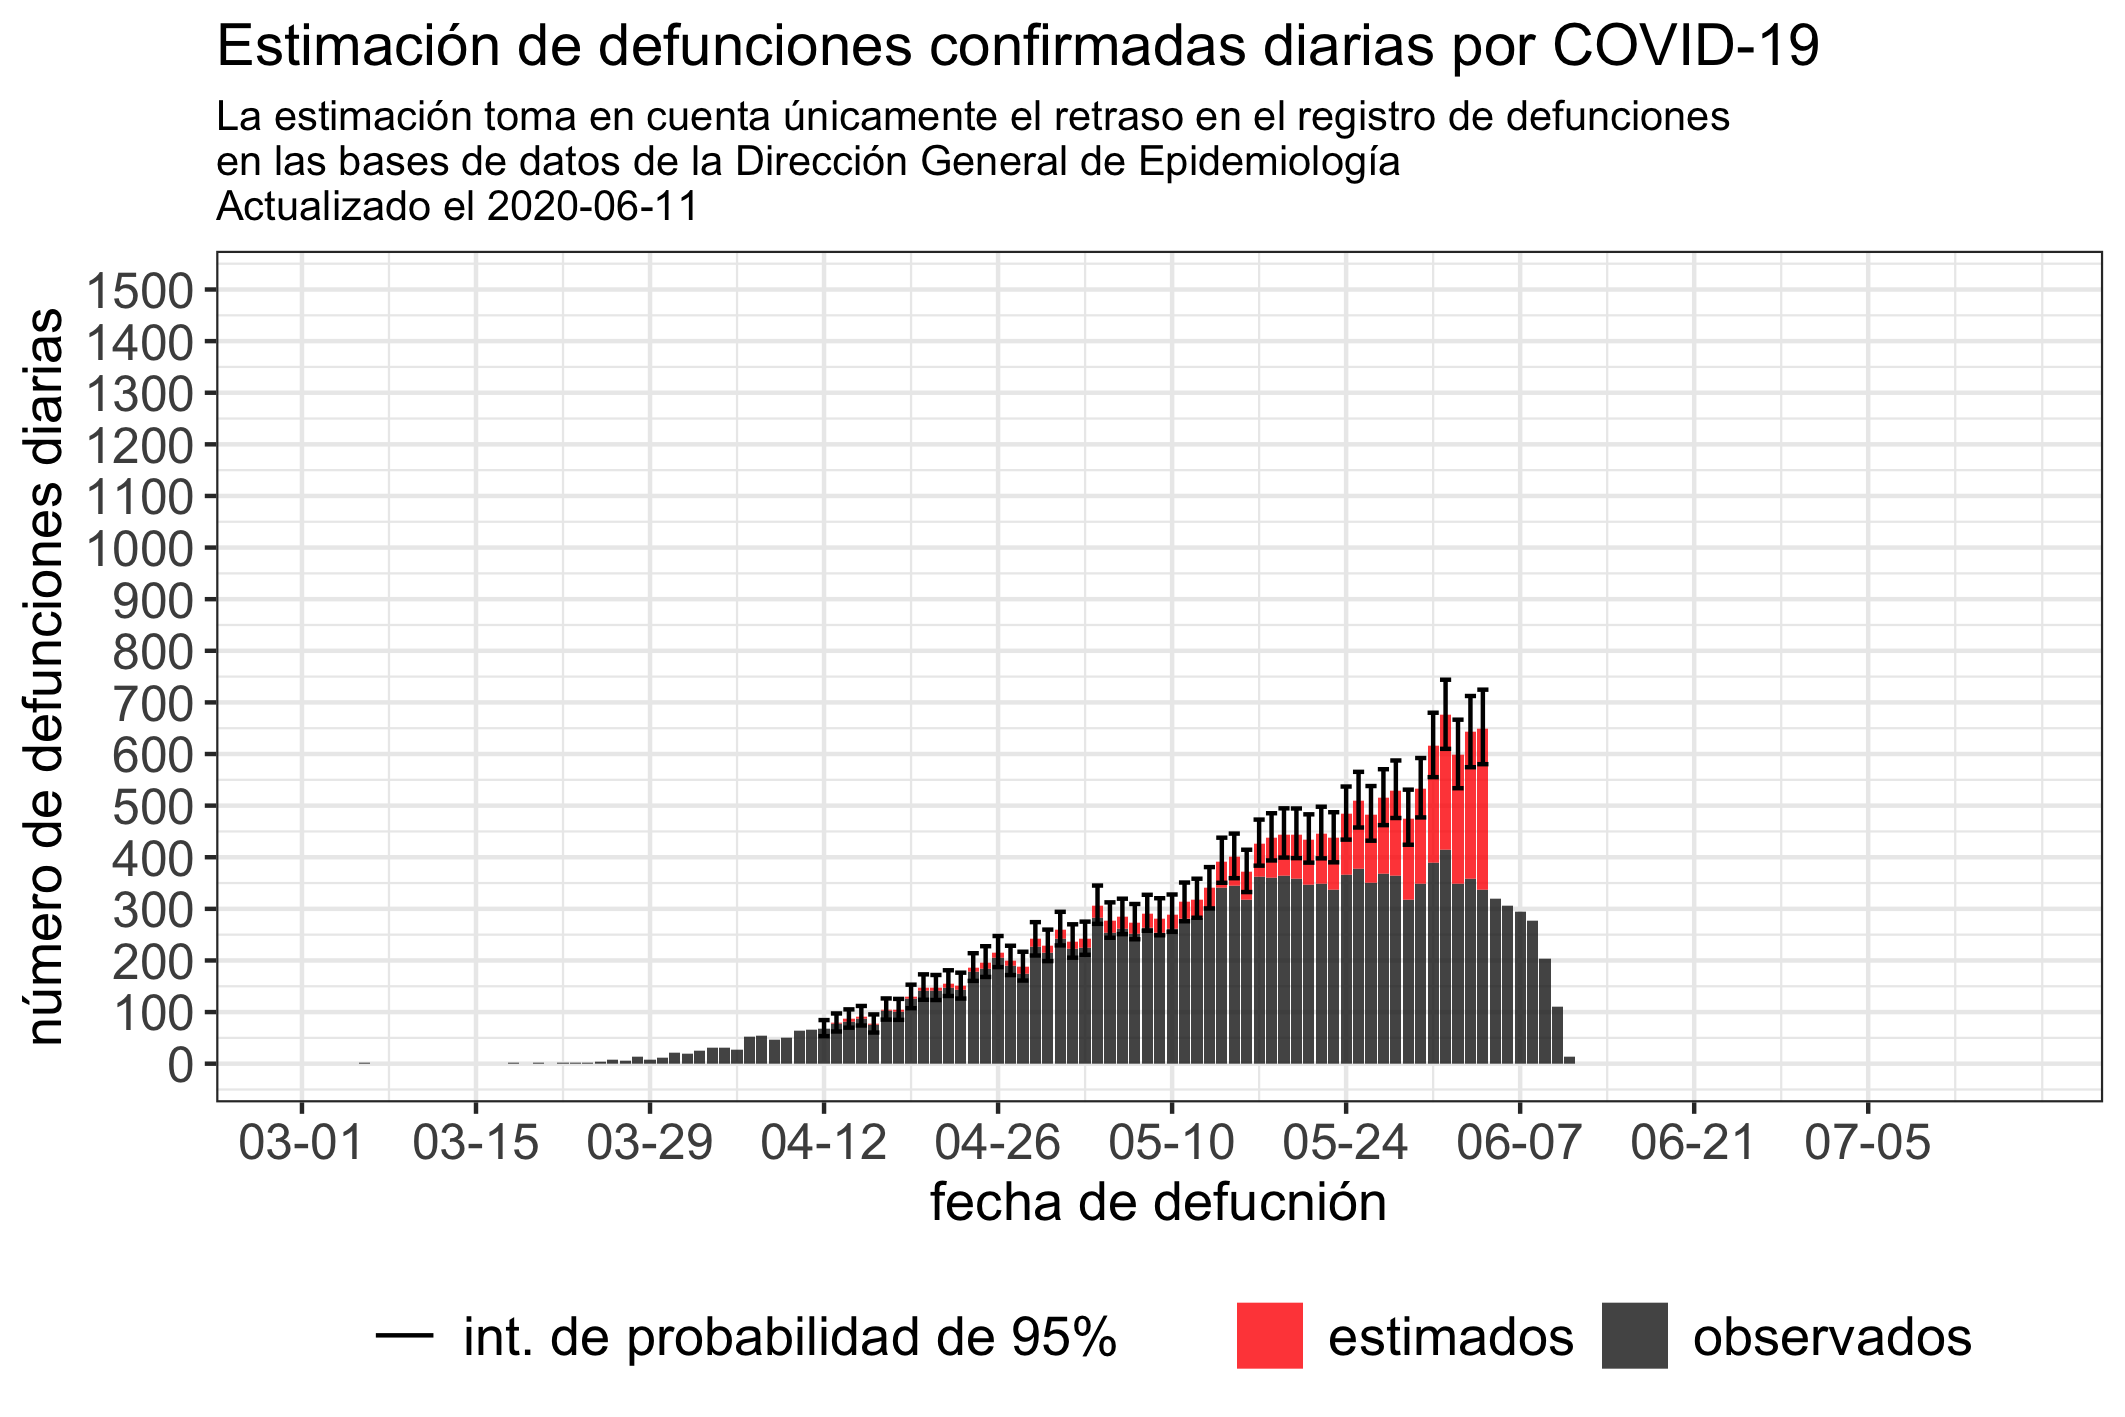 Estimación de defunciones confirmadas diarias por COVID-19
La estimación toma en cuenta únicamente el retraso en el registro de defunciones
en las bases de datos de la Dirección General de Epidemiología
Actualizado el 2020-06-11
número de defunciones diarias
1500
1400
1300
1200
1100
1000
900
800
700
600
500
400
300
200
100
0
03-01 03-15 03-29 04-12 04-26 05-10 05-24 06-07 06-21 07-05
fecha de defucnión
int. de probabilidad de 95% estimados observados